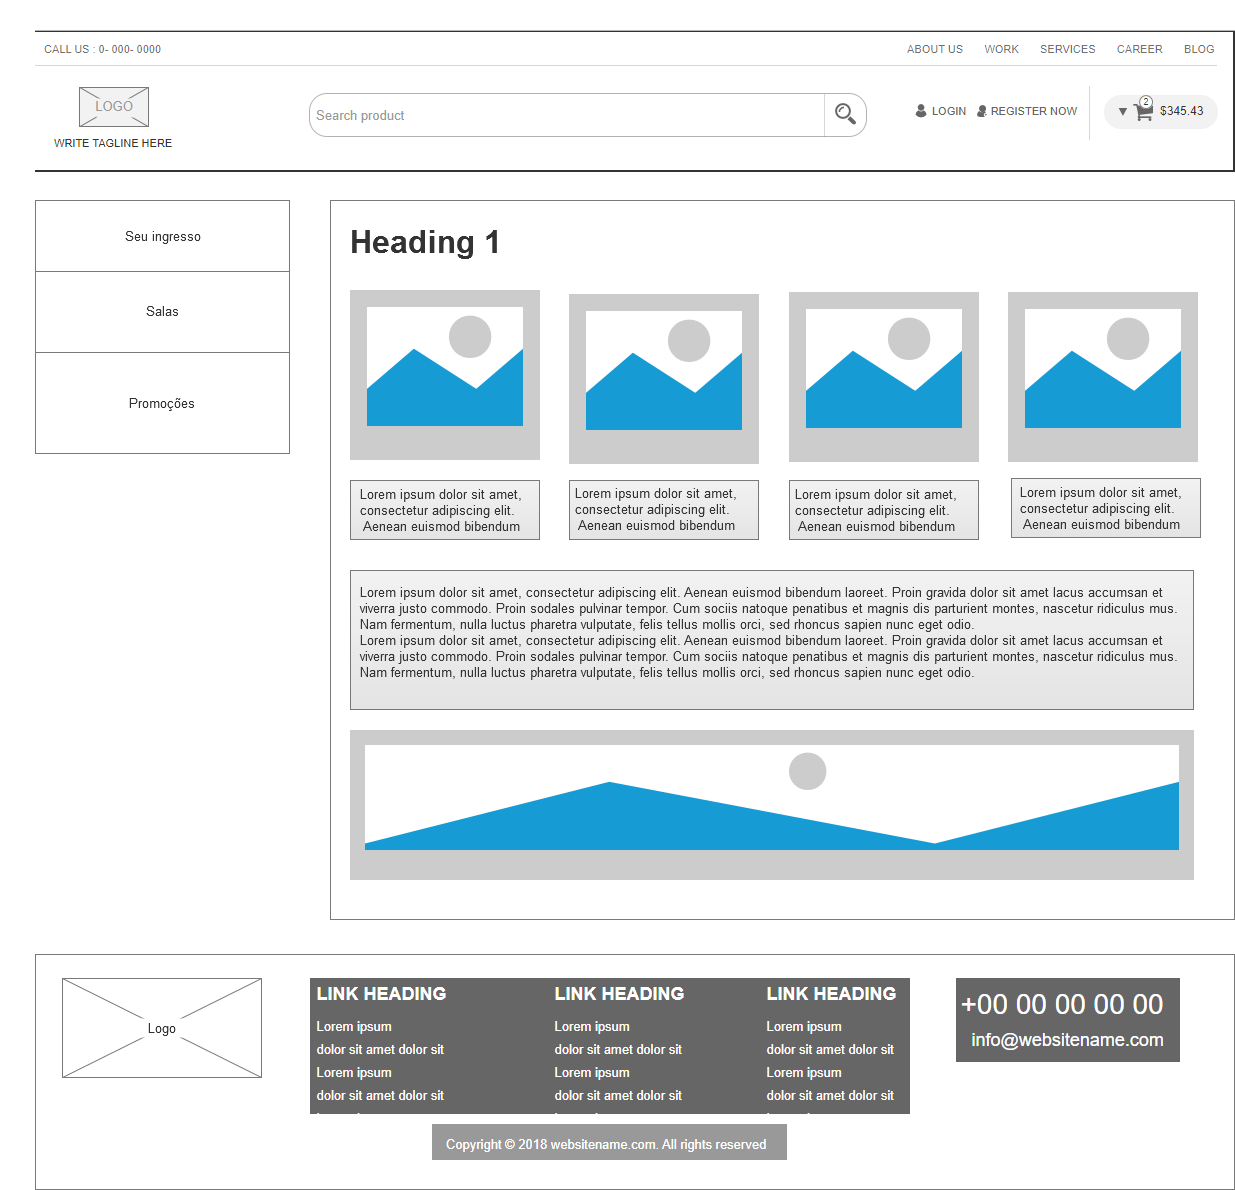 CALL US : 0- 000- 0000
ABOUT US WORK SERVICES CAREER BLOG
LOGO
WRITE TAGLINE HERE
Search product
LOGIN REGISTER NOW
2
$345.43
Seu ingresso
Salas
Promoções
Heading 1
Lorem ipsum dolor sit amet,
consectetur adipiscing elit.
Aenean euismod bibendum
Lorem ipsum dolor sit amet,
consectetur adipiscing elit.
Aenean euismod bibendum
Lorem ipsum dolor sit amet,
consectetur adipiscing elit.
Aenean euismod bibendum
Lorem ipsum dolor sit amet,
consectetur adipiscing elit.
Aenean euismod bibendum
Lorem ipsum dolor sit amet, consectetur adipiscing elit. Aenean euismod bibendum laoreet. Proin gravida dolor sit amet lacus accumsan et
viverra justo commodo. Proin sodales pulvinar tempor. Cum sociis natoque penatibus et magnis dis parturient montes, nascetur ridiculus mus.
Nam fermentum, nulla luctus pharetra vulputate, felis tellus mollis orci, sed rhoncus sapien nunc eget odio.
Lorem ipsum dolor sit amet, consectetur adipiscing elit. Aenean euismod bibendum laoreet. Proin gravida dolor sit amet lacus accumsan et
viverra justo commodo. Proin sodales pulvinar tempor. Cum sociis natoque penatibus et magnis dis parturient montes, nascetur ridiculus mus.
Nam fermentum, nulla luctus pharetra vulputate, felis tellus mollis orci, sed rhoncus sapien nunc eget odio.
Logo
LINK HEADING
Lorem ipsum
dolor sit amet dolor sit
Lorem ipsum
dolor sit amet dolor sit
LINK HEADING
Lorem ipsum
dolor sit amet dolor sit
Lorem ipsum
dolor sit amet dolor sit
LINK HEADING
Lorem ipsum
dolor sit amet dolor sit
Lorem ipsum
dolor sit amet dolor sit
+00 00 00 00 00
info@websitename.com
Copyright © 2018 websitename.com. All rights reserved